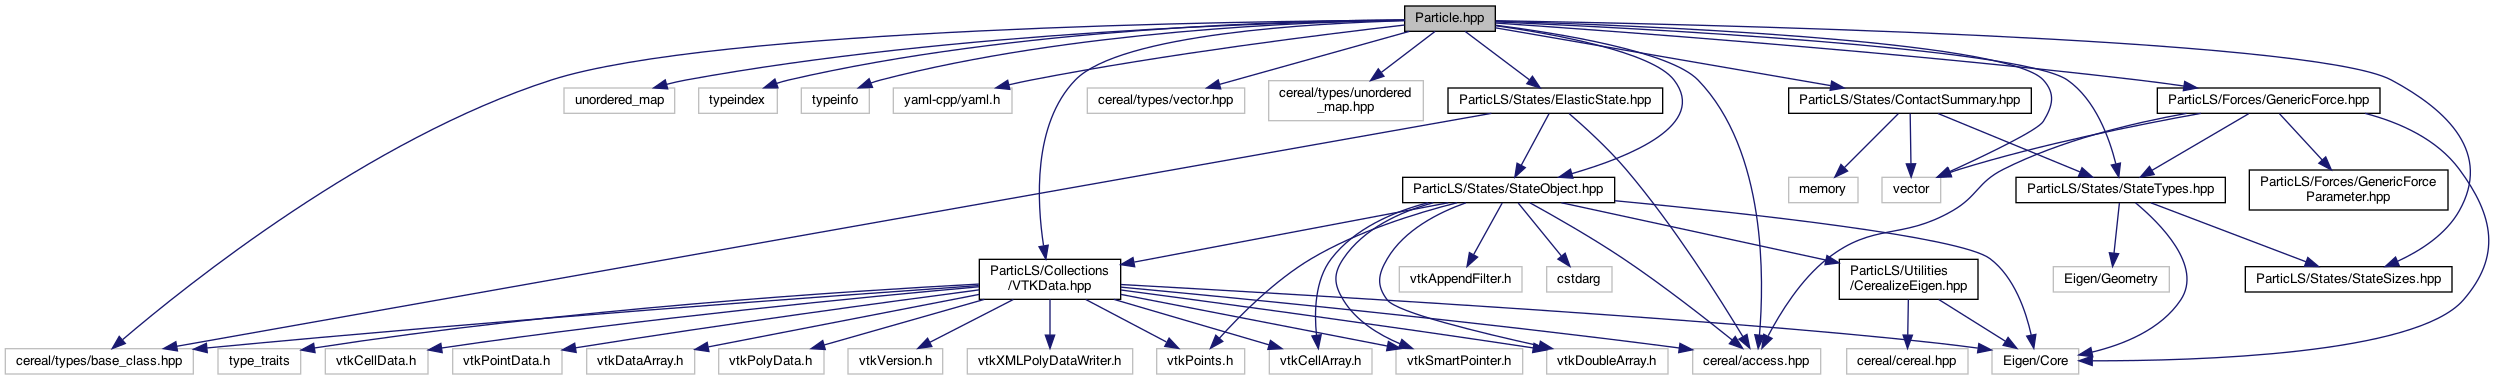 Particle.hpp
unordered_map
typeindex
typeinfo
yaml-cpp/yaml.h
cereal/types/vector.hpp
cereal/types/unordered
_map.hpp
ParticLS/States/ElasticState.hpp
ParticLS/States/ContactSummary.hpp
ParticLS/Forces/GenericForce.hpp
ParticLS/States/StateObject.hpp
memory
vector
ParticLS/States/StateTypes.hpp
ParticLS/Forces/GenericForce
Parameter.hpp
ParticLS/Collections
/VTKData.hpp
vtkAppendFilter.h
cstdarg
ParticLS/Utilities
/CerealizeEigen.hpp
Eigen/Geometry
ParticLS/States/StateSizes.hpp
cereal/types/base_class.hpp
type_traits
vtkCellData.h
vtkPointData.h
vtkDataArray.h
vtkPolyData.h
vtkVersion.h
vtkXMLPolyDataWriter.h
vtkPoints.h
vtkCellArray.h
vtkSmartPointer.h
vtkDoubleArray.h
cereal/access.hpp
cereal/cereal.hpp
Eigen/Core